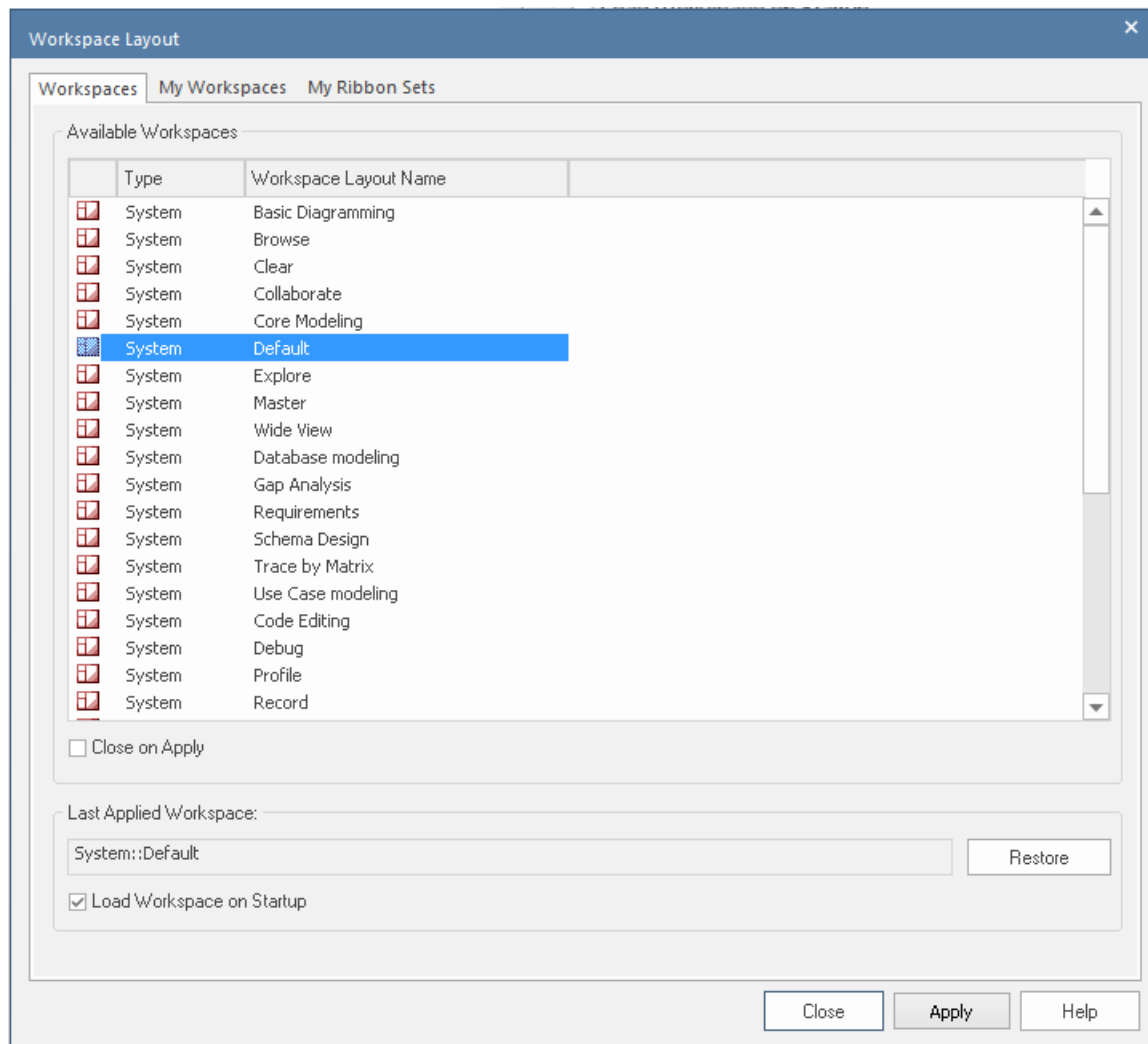 Workspace Layout
Workspaces My Workspaces My Ribbon Sets
Available Workspaces
Type Workspace Layout Name
System Basic Diagramming
System Browse
System Clear
System Collaborate
System Core Modeling
System Default
System Explore
System Master
System Wide View
System Database modeling
System Gap Analysis
System Requirements
System Schema Design
System Trace by Matrix
System Use Case modeling
System Code Editing
System Debug
System Profile
System Record
Close on Apply
Last Applied Workspace:
System::Default Restore
Load Workspace on Startup
Close Apply Help